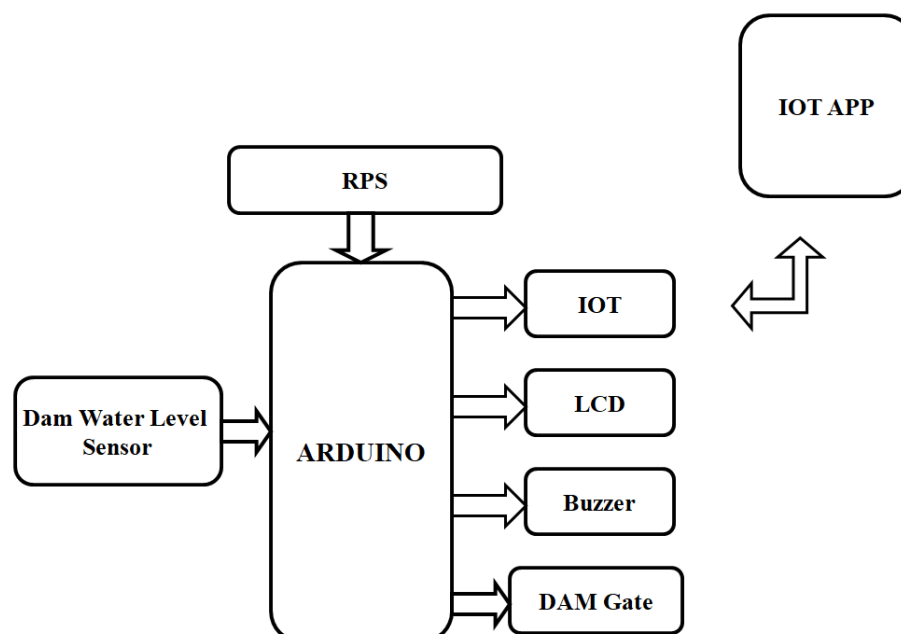 IOT APP
RPS
IOT
Dam Water Level
Sensor
LCD
ARDUINO
Buzzer
DAM Gate